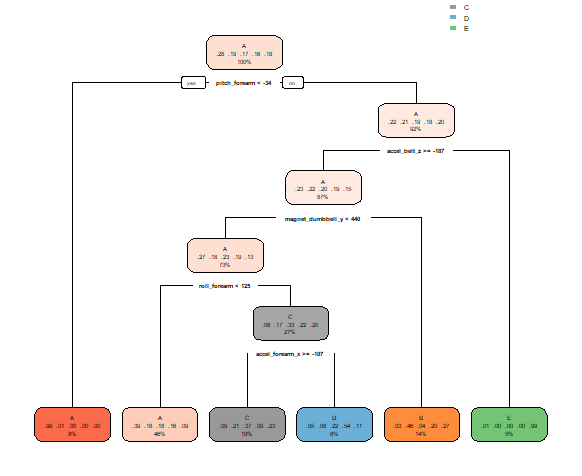 C
D
E
A
.28 .19 .17 .16 .18
100%
yes pitch_forearm < -34 no
A
.22 .21 .19 .18 .20
92%
accel_belt_z >= -187
A
.23 .22 .20 .19 .15
87%
magnet_dumbbell_y < 440
A
.27 .18 .23 .19 .13
73%
roll_forearm < 125
C
.08 .17 .33 .22 .20
27%
accel_forearm_x >= -107
A
.99 .01 .00 .00 .00
8%
A
.39 .18 .18 .16 .09
46%
C
.09 .21 .37 .09 .23
19%
D
.05 .08 .22 .54 .11
8%
B
.03 .46 .04 .20 .27
14%
E
.01 .00 .00 .00 .99
5%